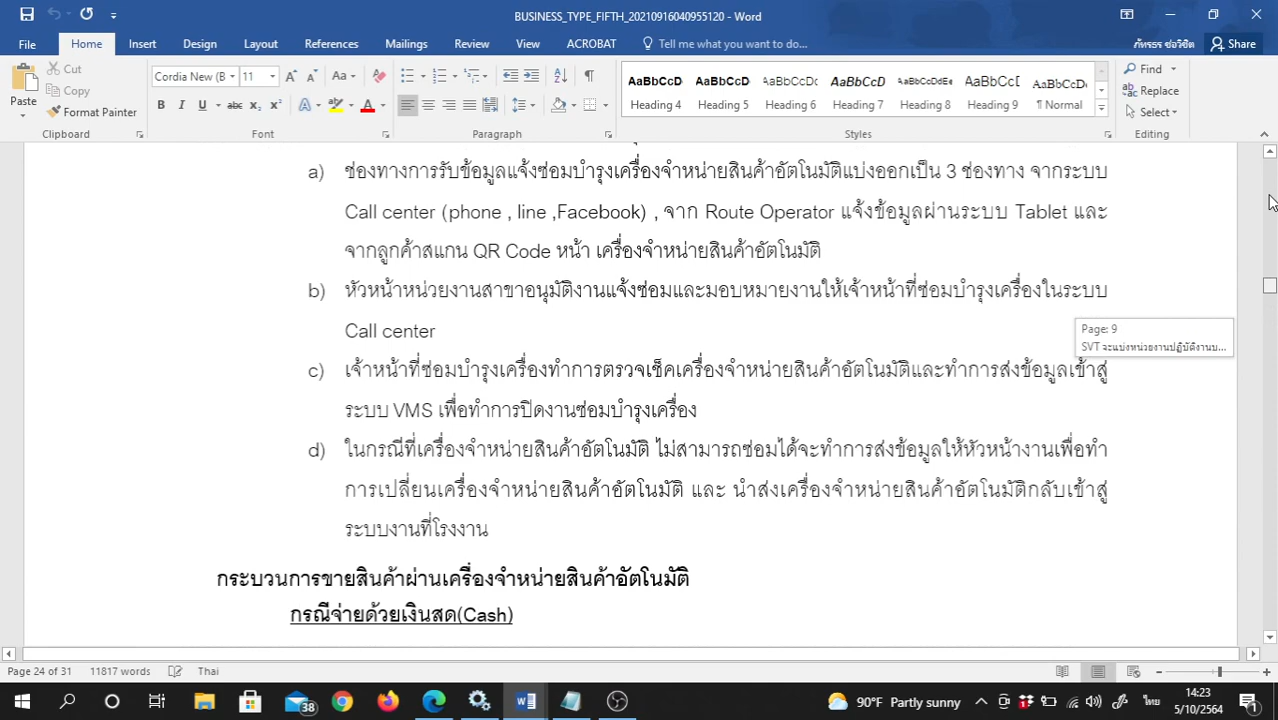 BUSINESS_TYPE_FIFTH_20210916040955120 - Word
File Home Insert Design Layout References Mailings Review View ACROBAT Tell me what you want to do... ภัทรธร ช่อวิชิต Share
Paste Cut Copy Format Painter
Cordia New (B 11
AaBbCcD AaBbCcD AaBbCcD AaBbCcD AaBbCcDdEe AaBbC(D AaBbCcDt
Heading 4 Heading 5 Heading 6 Heading 7 Heading 8 Heading 9 ¶ Normal
Find Replace Select
Clipboard Font Paragraph Styles Editing
a) ช่องทางการรับข้อมูลแจ้งซ่อมบำรุงเครื่องจำหน่ายสินค้าอัตโนมัติแบ่งออกเป็น 3 ช่องทาง จากระบบ
Call center (phone , line ,Facebook) , จาก Route Operator แจ้งข้อมูลผ่านระบบ Tablet และ
จากลูกค้าสแกน QR Code หน้า เครื่องจำหน่ายสินค้าอัตโนมัติ
b) หัวหน้าหน่วยงานสาขาอนุมัติงานแจ้งซ่อมและมอบหมายงานให้เจ้าหน้าที่ซ่อมบำรุงเครื่องในระบบ
Call center
Page: 9
SVT จะแบ่งหน่วยงานปฏิบัติงานบ...
c) เจ้าหน้าที่ซ่อมบำรุงเครื่องทำการตรวจเช็คเครื่องจำหน่ายสินค้าอัตโนมัติและทำการส่งข้อมูลเข้าสู่
ระบบ VMS เพื่อทำการปิดงานซ่อมบำรุงเครื่อง
d) ในกรณีที่เครื่องจำหน่ายสินค้าอัตโนมัติ ไม่สามารถซ่อมได้จะทำการส่งข้อมูลให้หัวหน้างานเพื่อทำ
การเปลี่ยนเครื่องจำหน่ายสินค้าอัตโนมัติ และ นำส่งเครื่องจำหน่ายสินค้าอัตโนมัติกลับเข้าสู่
ระบบงานที่โรงงาน
กระบวนการขายสินค้าผ่านเครื่องจำหน่ายสินค้าอัตโนมัติ
กรณีจ่ายด้วยเงินสด(Cash)
Page 24 of 31 11817 words Thai
38 90°F Partly sunny ไทย 14:23
5/10/2564 1